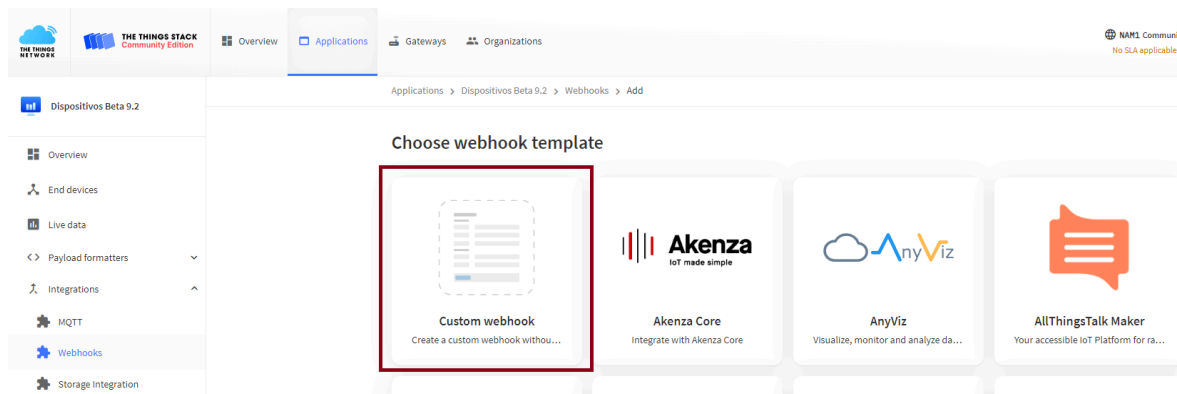 THE THINGS
NETWORK
THE THINGS STACK
Community Edition
Overview
Applications
Gateways
Organizations
NAM1 Communi
No SLA applicable
Dispositivos Beta 9.2
Applications > Dispositivos Beta 9.2 > Webhooks > Add
Overview
End devices
Live data
Payload formatters
Integrations
MQTT
Webhooks
Storage Integration
Choose webhook template
Custom webhook
Create a custom webhook withou...
Akenza
IoT made simple
Akenza Core
Integrate with Akenza Core
AnyViz
AnyViz
Visualize, monitor and analyze da...
AllThingsTalk Maker
Your accessible IoT Platform for ra...